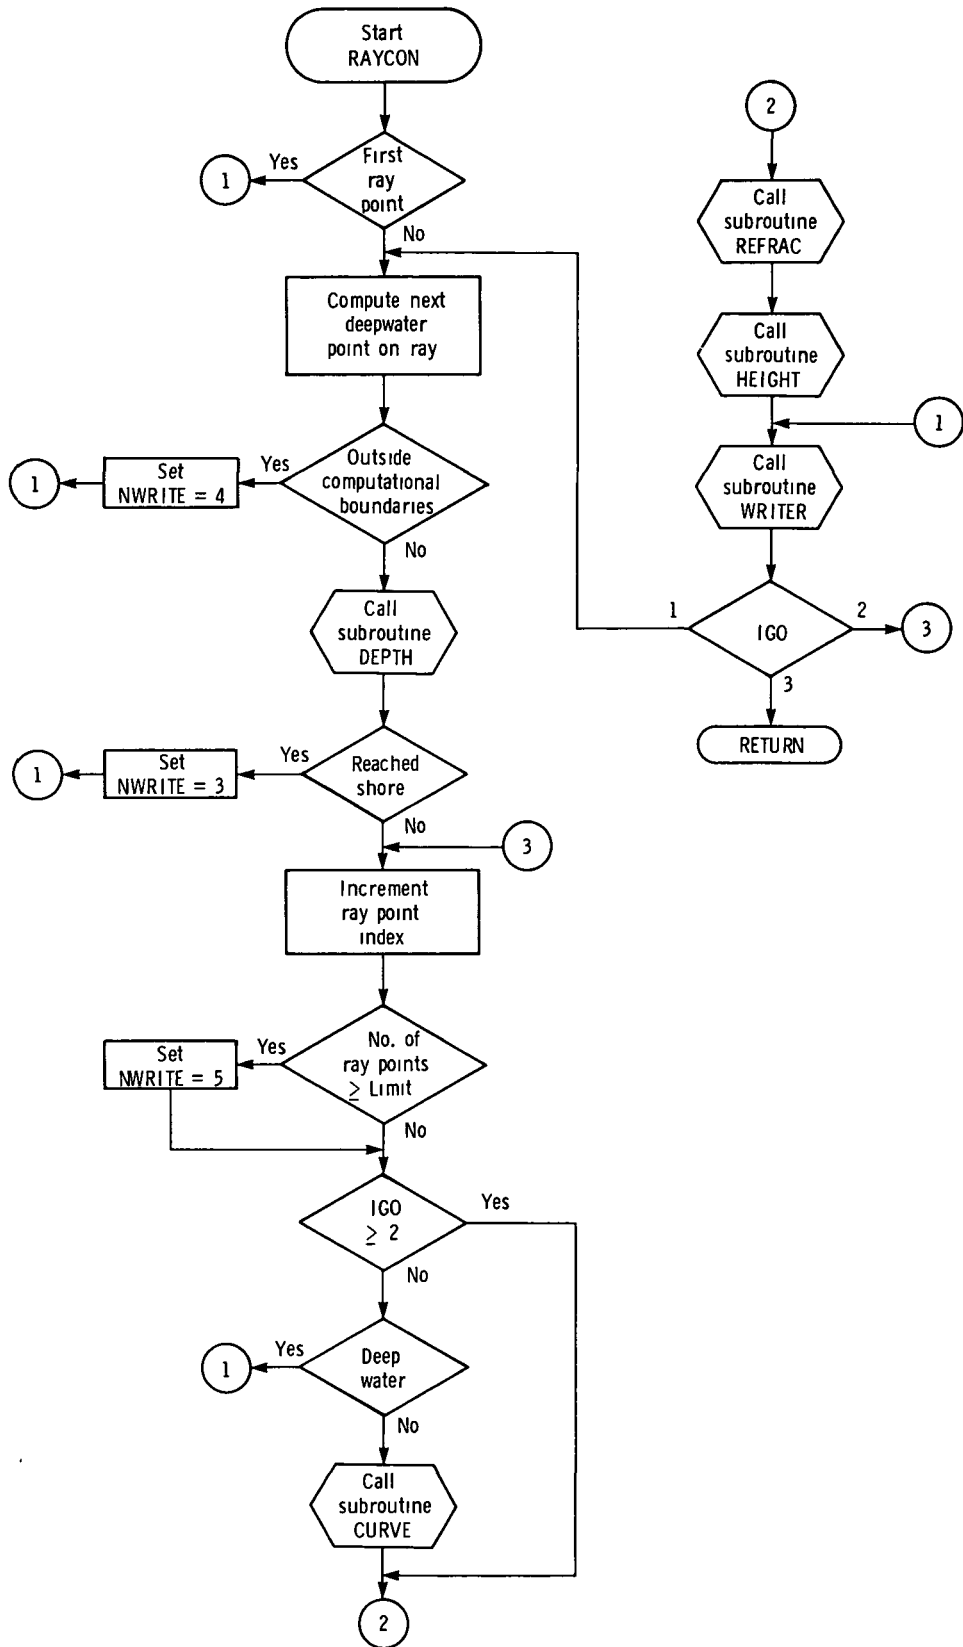 Start
RAYCON
First
ray
point
Yes
1
No
Compute next
deepwater
point on ray
Outside
computational
boundaries
Yes
Set
NWRITE = 4
1
No
Call
subroutine
DEPTH
Reached
shore
Yes
Set
NWRITE = 3
1
No
3
Increment
ray point
index
No. of
ray points
≥ Limit
Yes
Set
NWRITE = 5
No
IGO
≥ 2
Yes
No
Deep
water
Yes
1
No
Call
subroutine
CURVE
2
2
Call
subroutine
REFRAC
Call
subroutine
HEIGHT
1
Call
subroutine
WRITER
IGO
1
2
3
3
RETURN